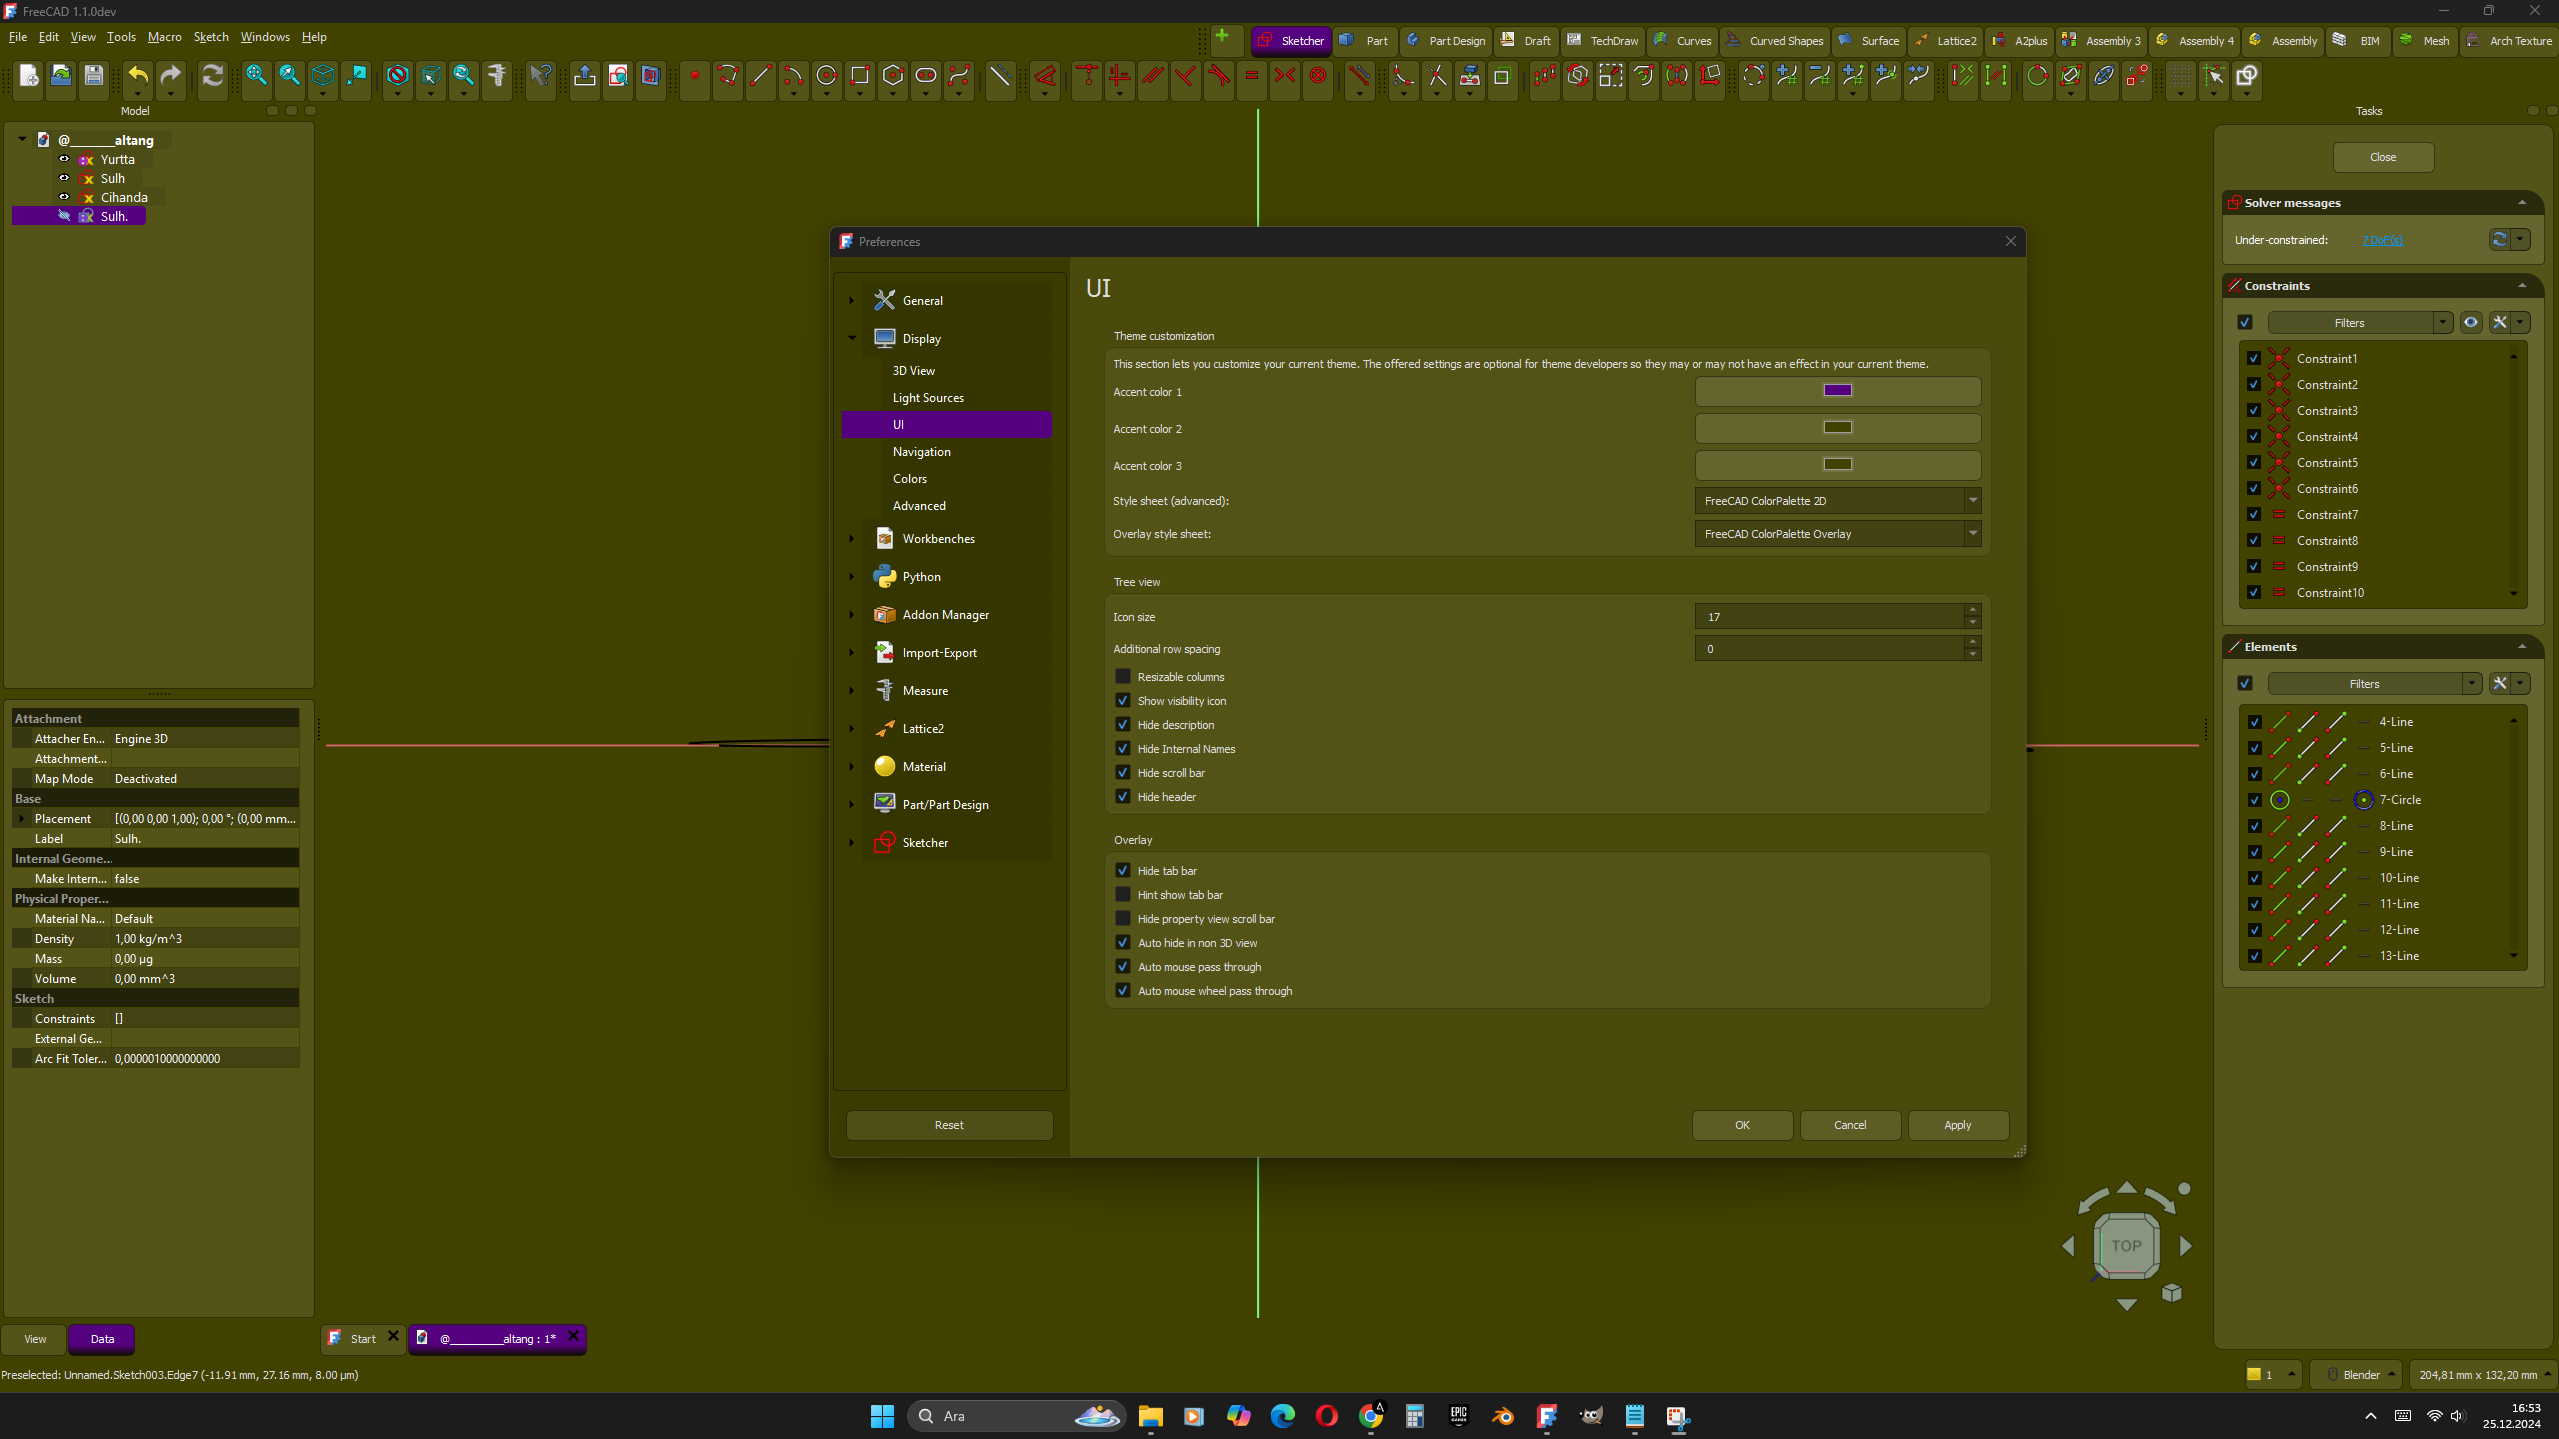 FreeCAD 1.1.0dev
File Edit View Tools Macro Sketch Windows Help
Sketcher Part Part Design Draft TechDraw Curves Curved Shapes Surface Lattice2 A2plus Assembly 3 Assembly 4 Assembly BIM Mesh Arch Texture
Model
@_______altang
Yurtta
Sulh
Cihanda
Sulh.
Attachment
Attacher En... Engine 3D
Attachment...
Map Mode Deactivated
Base
Placement [(0,00 0,00 1,00); 0,00 °; (0,00 mm...
Label Sulh.
Internal Geome...
Make Intern... false
Physical Proper...
Material Na... Default
Density 1,00 kg/m^3
Mass 0,00 µg
Volume 0,00 mm^3
Sketch
Constraints []
External Ge...
Arc Fit Toler... 0,0000010000000000
View Data
Start @_________altang : 1*
Preselected: Unnamed.Sketch003.Edge7 (-11.91 mm, 27.16 mm, 8.00 µm)
Preferences
General
Display
3D View
Light Sources
UI
Navigation
Colors
Advanced
Workbenches
Python
Addon Manager
Import-Export
Measure
Lattice2
Material
Part/Part Design
Sketcher
Reset
UI
Theme customization
This section lets you customize your current theme. The offered settings are optional for theme developers so they may or may not have an effect in your current theme.
Accent color 1
Accent color 2
Accent color 3
Style sheet (advanced): FreeCAD ColorPalette 2D
Overlay style sheet: FreeCAD ColorPalette Overlay
Tree view
Icon size 17
Additional row spacing 0
Resizable columns
Show visibility icon
Hide description
Hide Internal Names
Hide scroll bar
Hide header
Overlay
Hide tab bar
Hint show tab bar
Hide property view scroll bar
Auto hide in non 3D view
Auto mouse pass through
Auto mouse wheel pass through
OK Cancel Apply
Tasks
Close
Solver messages
Under-constrained: 7 DoF(s)
Constraints
Filters
Constraint1
Constraint2
Constraint3
Constraint4
Constraint5
Constraint6
Constraint7
Constraint8
Constraint9
Constraint10
Elements
Filters
4-Line
5-Line
6-Line
7-Circle
8-Line
9-Line
10-Line
11-Line
12-Line
13-Line
TOP
1 Blender 204,81 mm x 132,20 mm
Ara
EPIC GAMES
16:53
25.12.2024